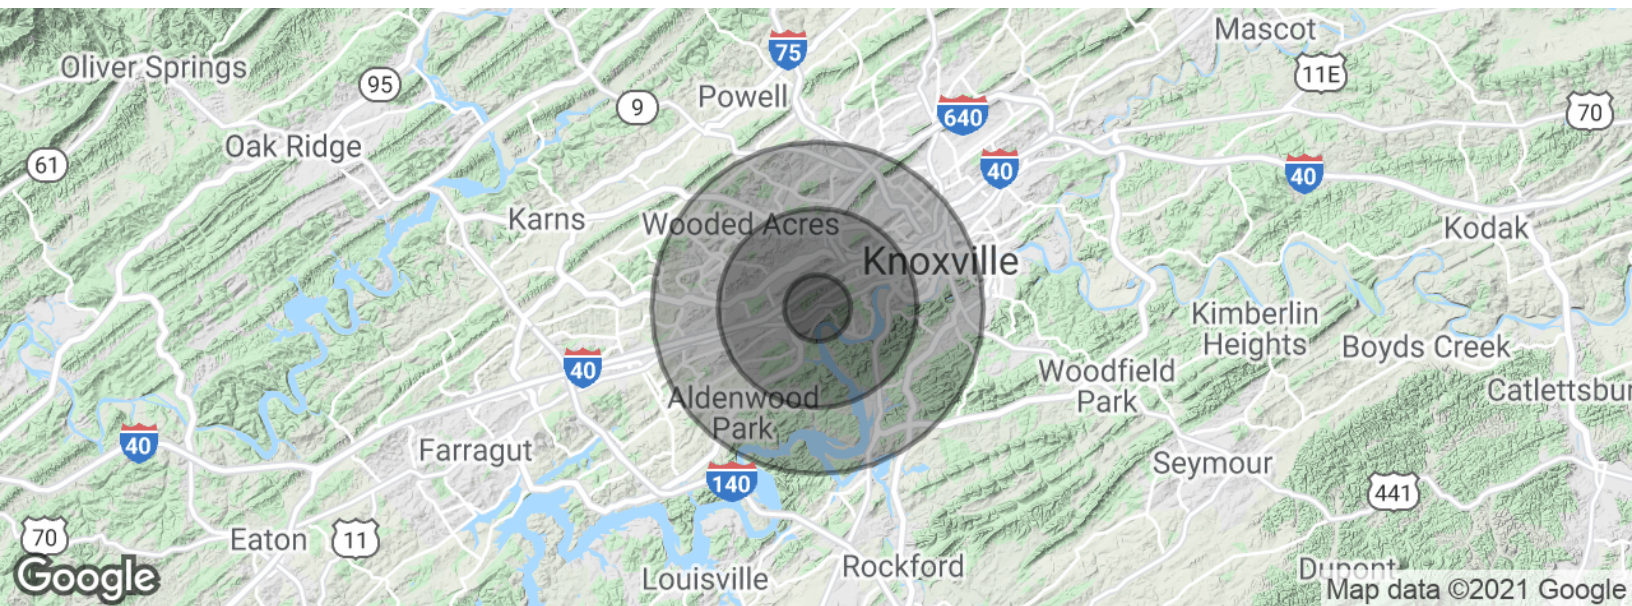 Mascot
75
Oliver Springs
11E
95
Powell
9
70
640
Oak Ridge
61
40
40
Karns
Wooded Acres
Kodak
Knoxville
Kimberlin
Heights
Boyds Creek
40
Woodfield
Park
Catlettsbur
Aldenwood
Park
40
Farragut
Seymour
140
441
70
11
Eaton
Rockford
Louisville
Dupont
Google
Map data ©2021 Google